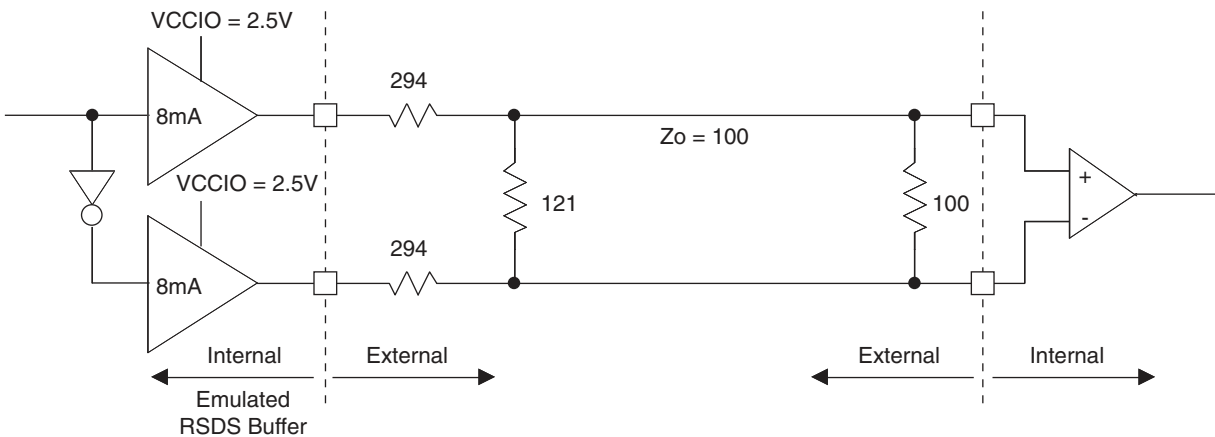 VCCIO = 2.5V
8mA
294
Zo = 100
VCCIO = 2.5V
121
100
+
-
8mA
294
Internal
External
External
Internal
Emulated
RSDS Buffer